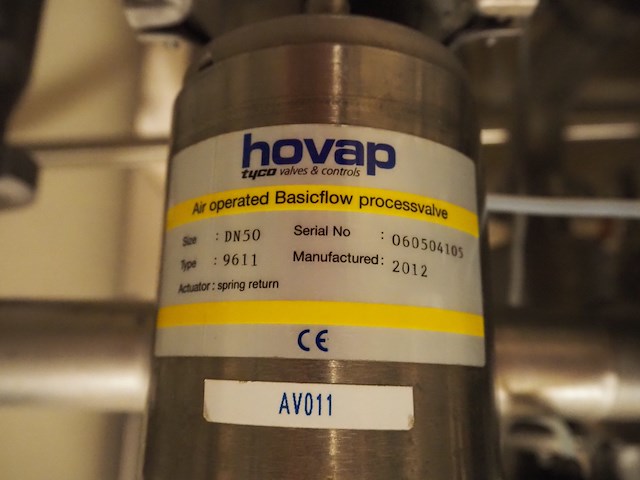 hovap
tyco valves & controls
Air operated Basicflow processvalve
Size : DN50 Serial No : 060504105
Type : 9611 Manufactured: 2012
Actuator : spring return
CE
AV011